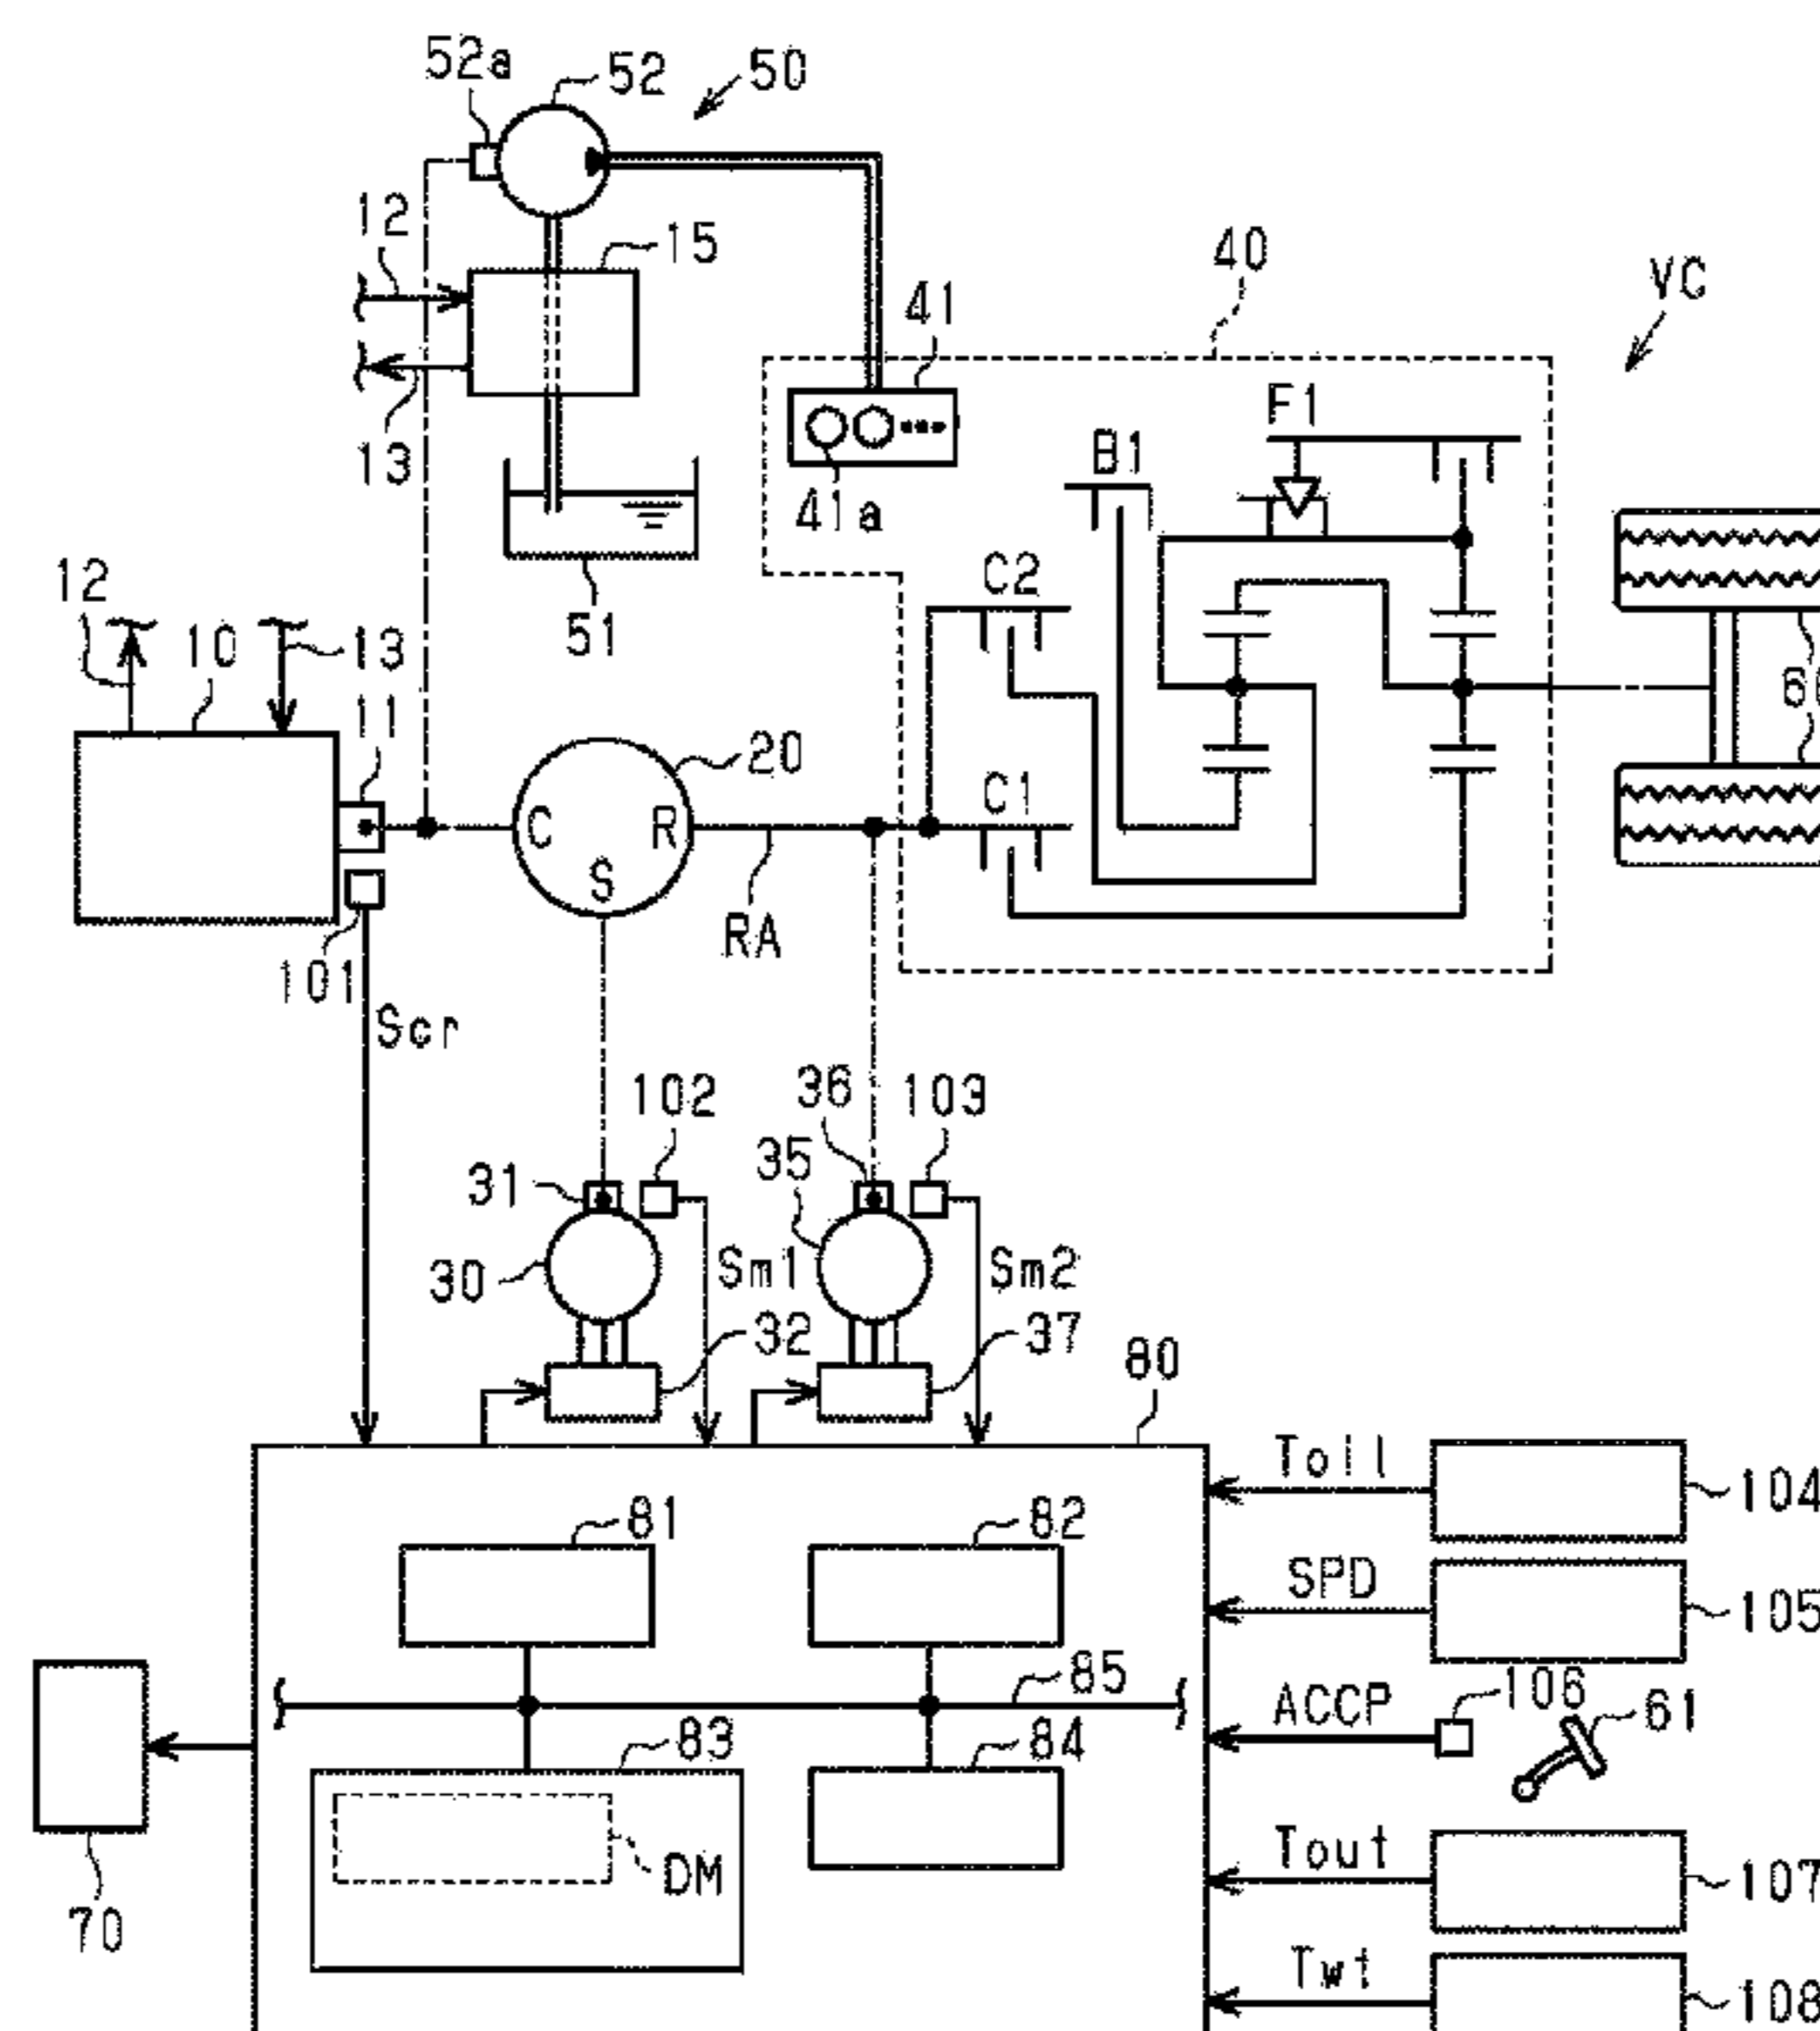 52a 52 50
12 15 40 VC
41
13 41a F1 B1
12 10 13 51 C2
11 20
C R C1
S
RA
101 Scr
102 36 103
31 35
30 Sm1 Sm2
32 37 80
Toil 104
81 82 SPD 105
85 ACCP 106 61
83 84
DM Tout 107
70
Twt 108